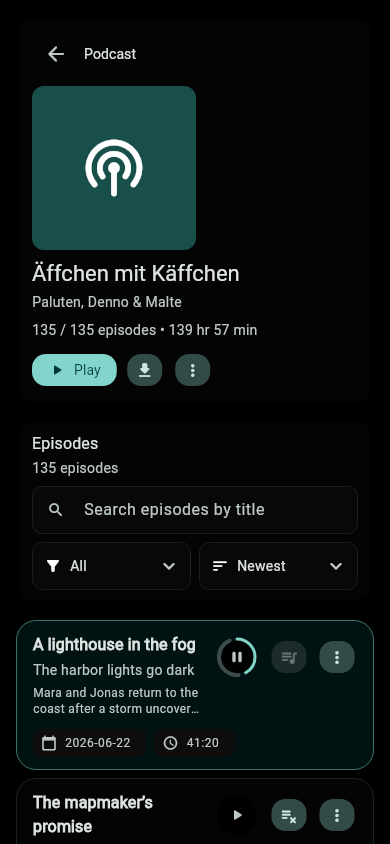 Podcast
Äffchen mit Käffchen
Paluten, Denno & Malte
135 / 135 episodes • 139 hr 57 min
Play
Episodes
135 episodes
Search episodes by title
All
Newest
A lighthouse in the fog
The harbor lights go dark
Mara and Jonas return to the
coast after a storm uncover…
2026-06-22
41:20
The mapmaker's
promise